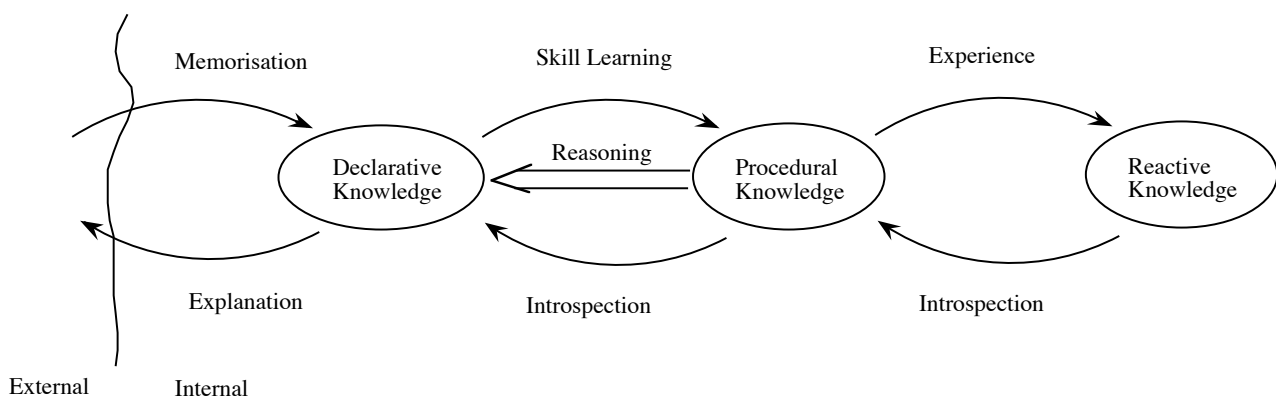 Memorisation
Skill Learning
Experience
Reasoning
Declarative
Knowledge
Procedural
Knowledge
Reactive
Knowledge
Explanation
Introspection
Introspection
External
Internal